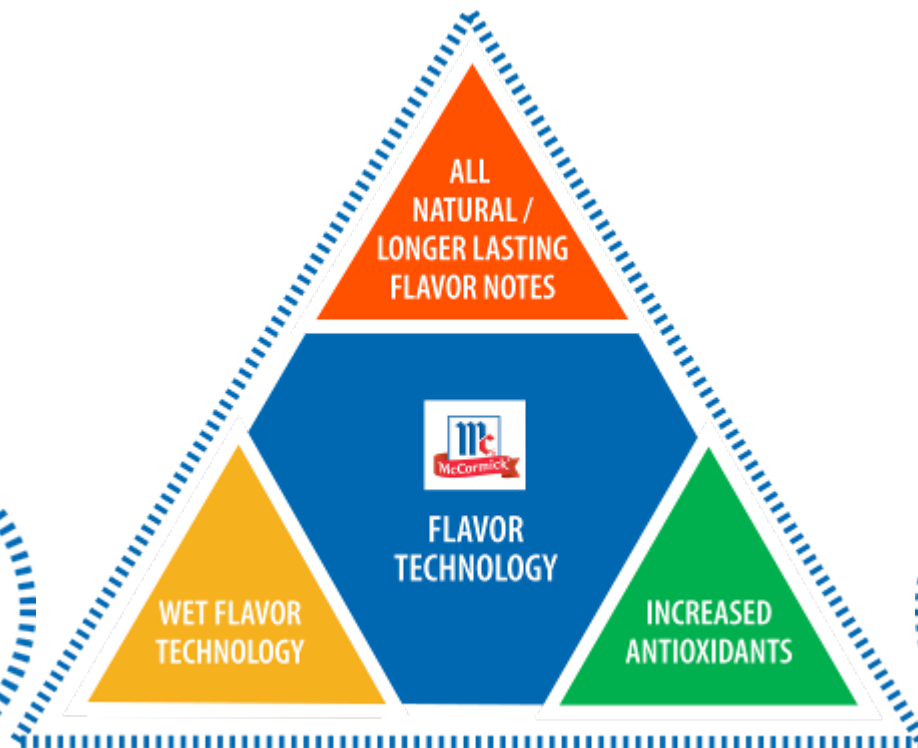 ALL
NATURAL /
LONGER LASTING
FLAVOR NOTES
Mc
McCormick
FLAVOR
TECHNOLOGY
WET FLAVOR
TECHNOLOGY
INCREASED
ANTIOXIDANTS